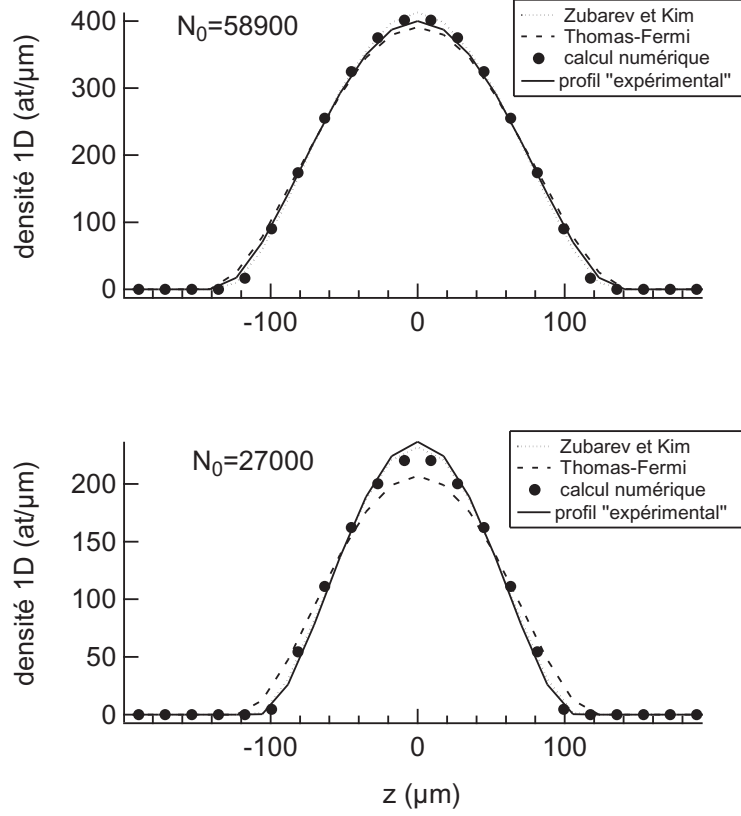 400
300
200
100
0
densité 1D (at/µm)
N0=58900
Zubarev et Kim
Thomas-Fermi
calcul numérique
profil "expérimental"
-100 0 100
200
150
100
50
0
densité 1D (at/µm)
N0=27000
Zubarev et Kim
Thomas-Fermi
calcul numérique
profil "expérimental"
-100 0 100
z (µm)